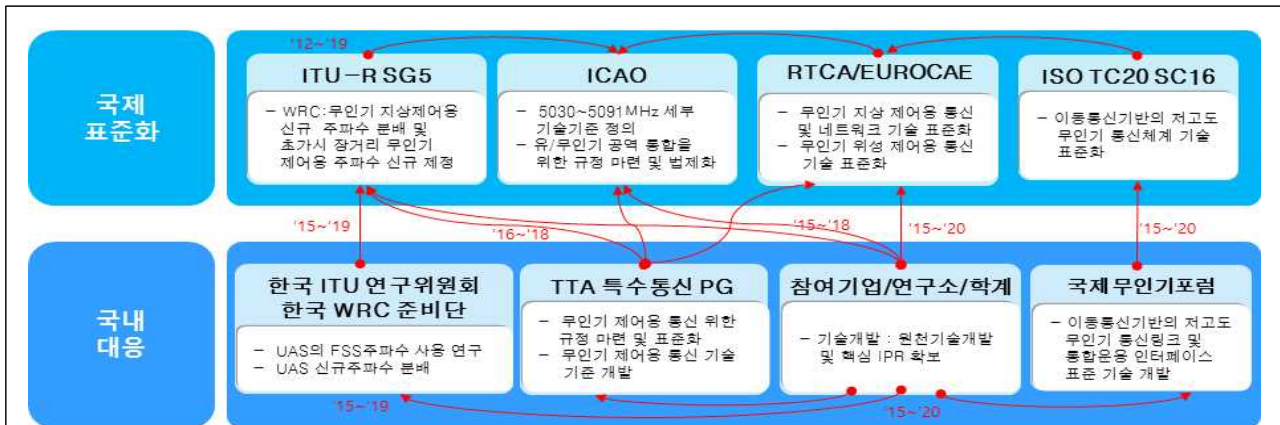 국제
표준화
'12~'19
ITU-R SG5
- WRC:무인기 지상제어용
신규 주파수 분배 및
초가시 장거리 무인기
제어용 주파수 신규 제정
ICAO
- 5030~5091MHz 세부
기술기준 정의
- 유/무인기 공역 통합을
위한 규정 마련 및 법제화
RTCA/EUROCAE
- 무인기 지상 제어용 통신
및 네트워크 기술 표준화
- 무인기 위성 제어용 통신
기술 표준화
ISO TC20 SC16
- 이동통신기반의 저고도
무인기 통신체계 기술
표준화
'15~'19
'16~'18
'15~'18
'15~'20
'15~'20
국내
대응
한국 ITU 연구위원회
한국 WRC 준비단
- UAS의 FSS주파수 사용 연구
- UAS 신규주파수 분배
TTA 특수통신 PG
- 무인기 제어용 통신 위한
규정 마련 및 표준화
- 무인기 제어용 통신 기술
기준 개발
참여기업/연구소/학계
- 기술개발 : 원천기술개발
및 핵심 IPR 확보
국제무인기포럼
- 이동통신기반의 저고도
무인기 통신링크 및
통합운용 인터페이스
표준 기술 개발
'15~'19
'15~'20